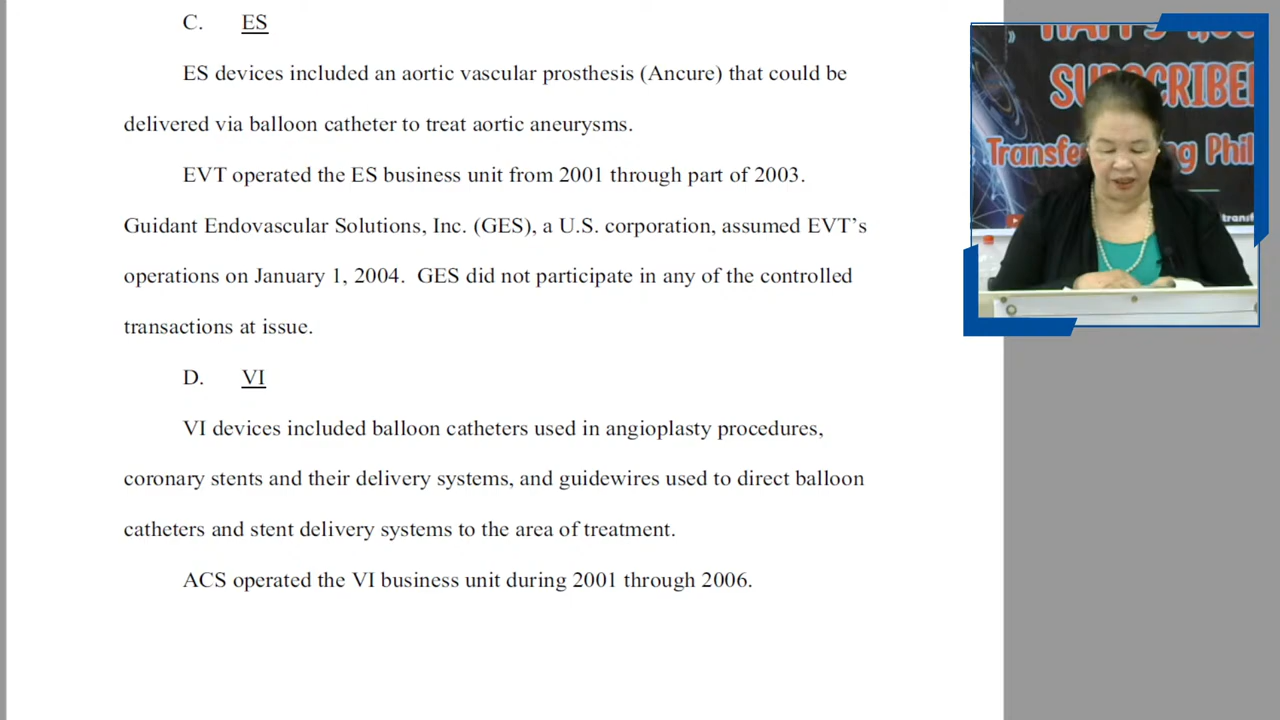 C. ES
ES devices included an aortic vascular prosthesis (Ancure) that could be
delivered via balloon catheter to treat aortic aneurysms.
EVT operated the ES business unit from 2001 through part of 2003.
Guidant Endovascular Solutions, Inc. (GES), a U.S. corporation, assumed EVT’s
operations on January 1, 2004. GES did not participate in any of the controlled
transactions at issue.
D. VI
VI devices included balloon catheters used in angioplasty procedures,
coronary stents and their delivery systems, and guidewires used to direct balloon
catheters and stent delivery systems to the area of treatment.
ACS operated the VI business unit during 2001 through 2006.